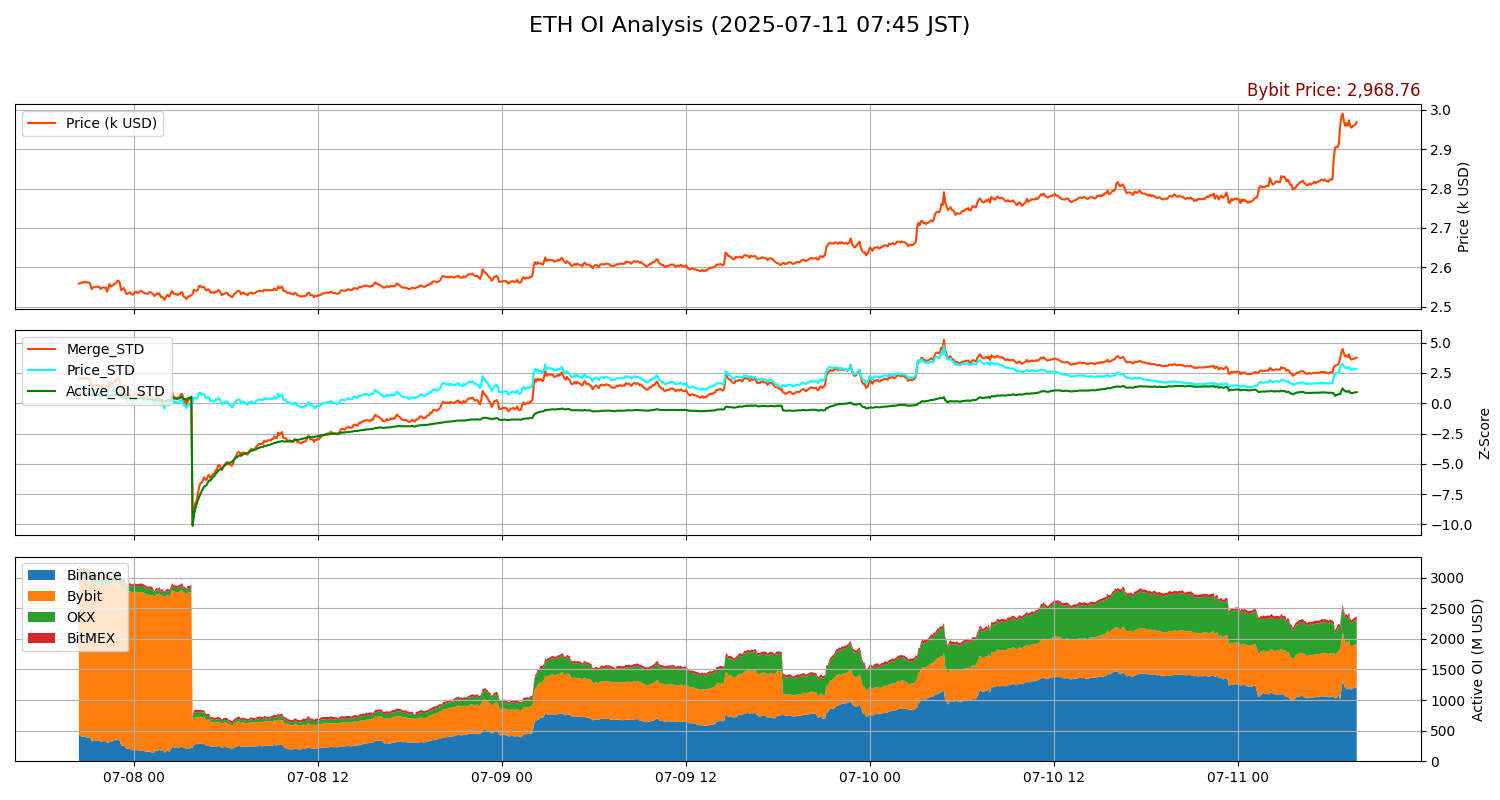 ETH OI Analysis (2025-07-11 07:45 JST)
Bybit Price: 2,968.76
Price (k USD)
3.0
2.9
2.8
2.7
2.6
2.5
Price (k USD)
Merge_STD
Price_STD
Active_OI_STD
5.0
2.5
0.0
−2.5
−5.0
−7.5
−10.0
Z-Score
Binance
Bybit
OKX
BitMEX
3000
2500
2000
1500
1000
500
0
Active OI (M USD)
07-08 00
07-08 12
07-09 00
07-09 12
07-10 00
07-10 12
07-11 00